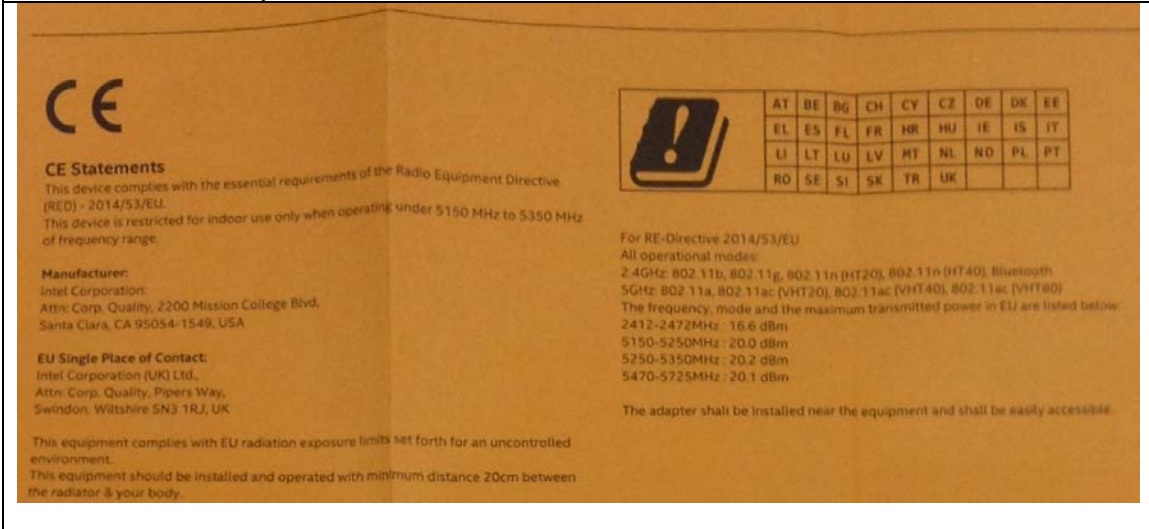 CE
CE Statements
This device complies with the essential requirements of the Radio Equipment Directive
(RED) - 2014/53/EU.
This device is restricted for indoor use only when operating under 5150 MHz to 5350 MHz
of frequency range.
Manufacturer:
Intel Corporation:
Attn: Corp. Quality, 2200 Mission College Blvd,
Santa Clara, CA 95054-1549, USA
EU Single Place of Contact:
Intel Corporation (UK) Ltd.,
Attn: Corp. Quality, Pipers Way,
Swindon, Wiltshire SN3 1RJ, UK
This equipment complies with EU radiation exposure limits set forth for an uncontrolled
environment.
This equipment should be installed and operated with minimum distance 20cm between
the radiator & your body.
!
AT BE BG CH CY CZ DE DK EE
EL ES FL FR HR HU IE IS IT
LI LT LU LV MT NL NO PL PT
RO SE SI SK TR UK
For RE-Directive 2014/53/EU
All operational modes:
2.4GHz: 802.11b, 802.11g, 802.11n (HT20), 802.11n (HT40), Bluetooth
5GHz: 802.11a, 802.11ac (VHT20), 802.11ac (VHT40), 802.11ac (VHT80)
The frequency, mode and the maximum transmitted power in EU are listed below:
2412-2472MHz : 16.6 dBm
5150-5250MHz : 20.0 dBm
5250-5350MHz : 20.2 dBm
5470-5725MHz : 20.1 dBm
The adapter shall be installed near the equipment and shall be easily accessible.